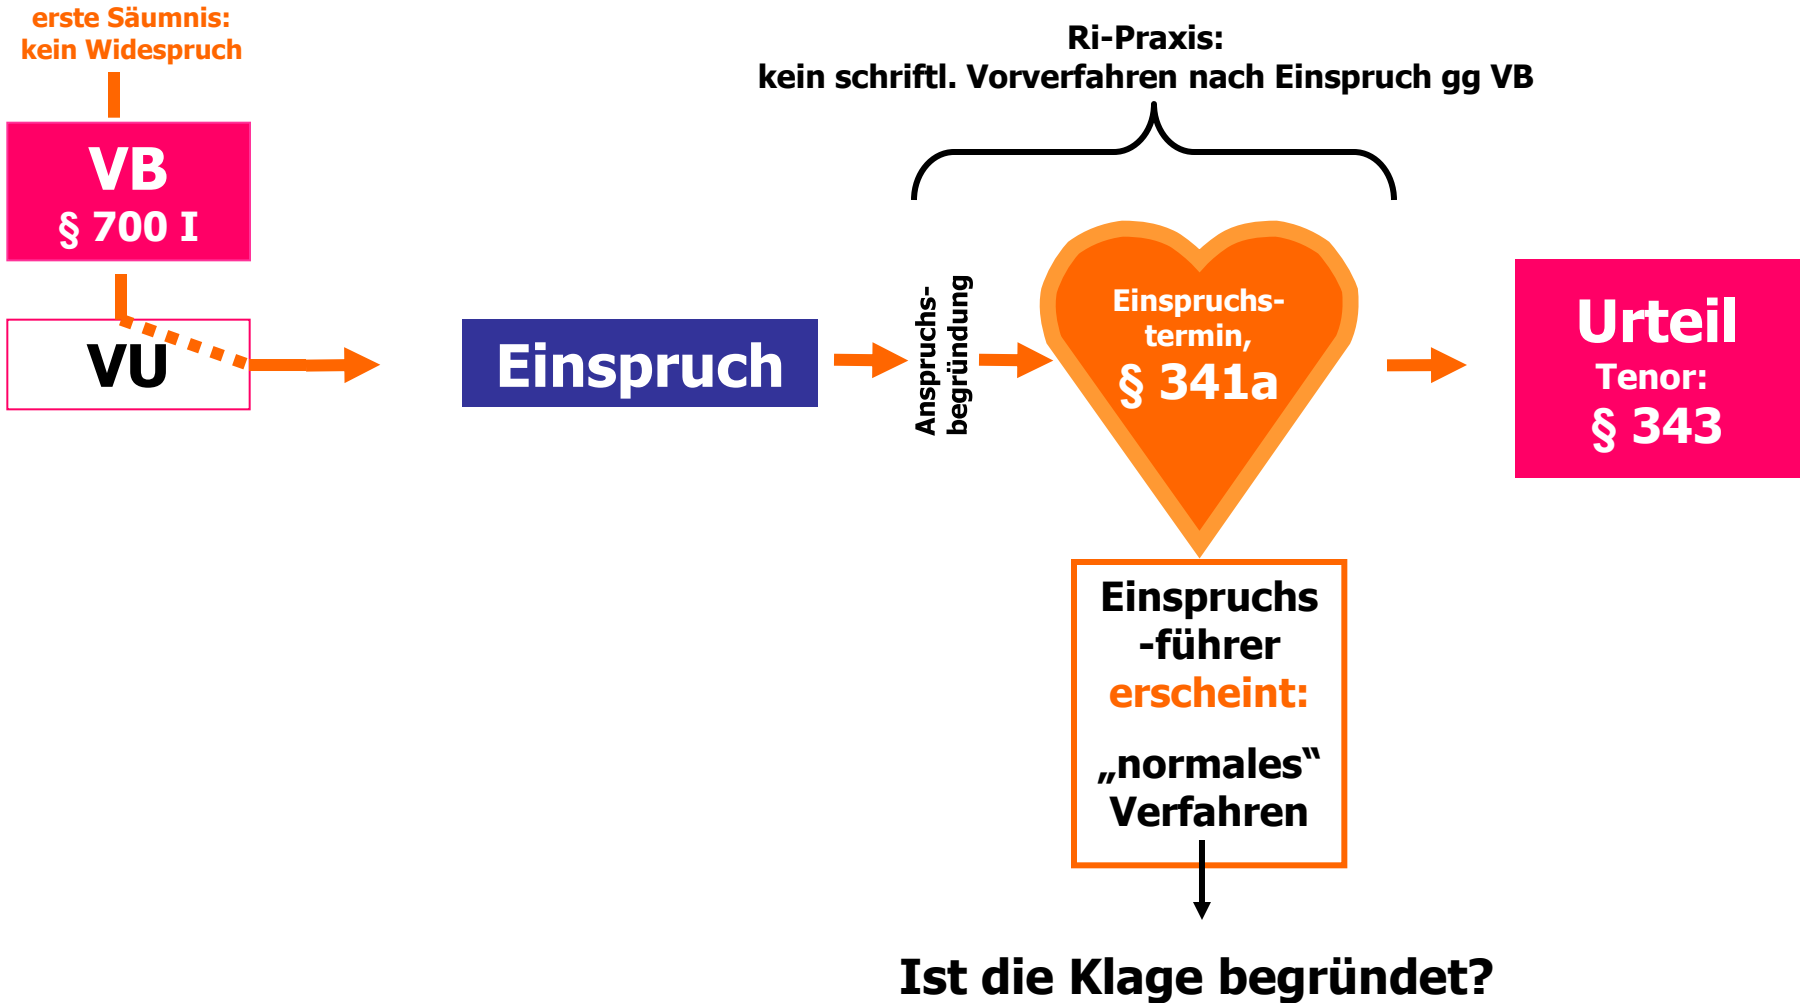 erste Säumnis:
kein Widespruch
VB
§ 700 I
VU
Einspruch
Ri-Praxis:
kein schriftl. Vorverfahren nach Einspruch gg VB
Anspruchs-
begründung
Einspruchs-
termin,
§ 341a
Urteil
Tenor:
§ 343
Einspruchs
-führer
erscheint:
„normales“
Verfahren
Ist die Klage begründet?